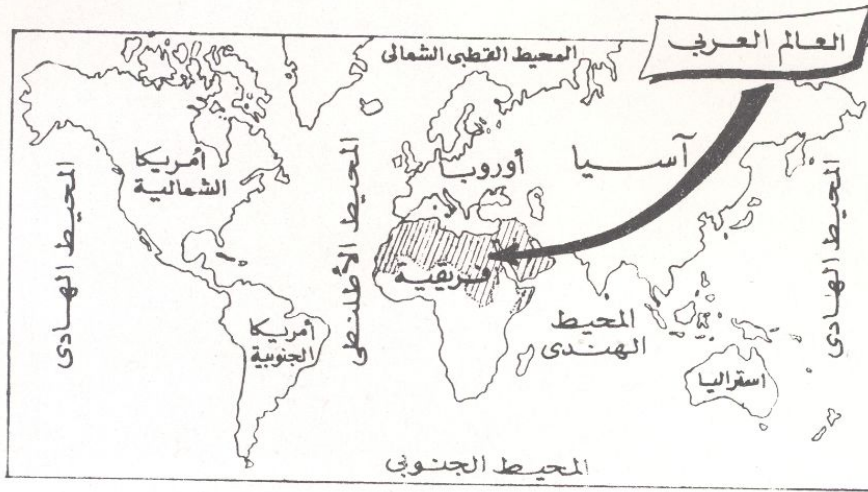 العالم العربي
المحيط القطبى الشمالى
آسيا
أوروبا
أمريكا
الشمالية
المحيط الهادى
المحيط الأطلنطى
المحيط الهادى
فريقية
أمريكا
الجنوبية
المحيط
الهندى
استراليا
المحيط الجنوبى